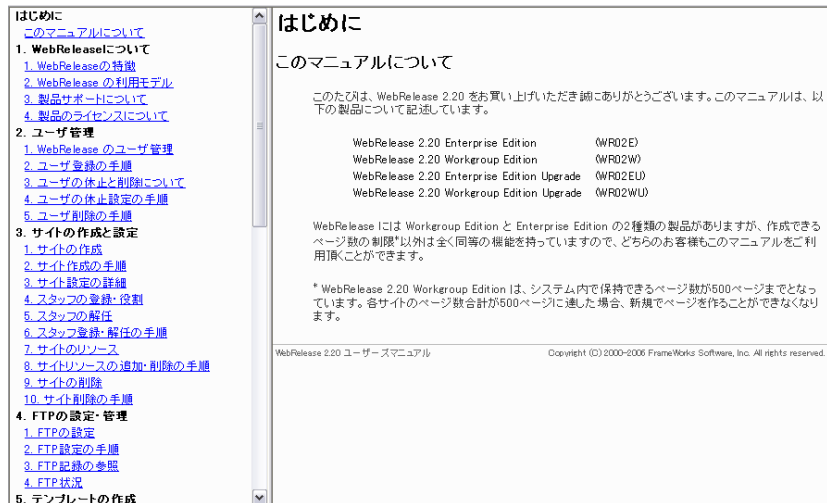 はじめに
このマニュアルについて
1. WebReleaseについて
1. WebReleaseの特徴
2. WebRelease の利用モデル
3. 製品サポートについて
4. 製品のライセンスについて
2. ユーザ管理
1. WebRelease のユーザ管理
2. ユーザ登録の手順
3. ユーザの休止と削除について
4. ユーザの休止設定の手順
5. ユーザ削除の手順
3. サイトの作成と設定
1. サイトの作成
2. サイト作成の手順
3. サイト設定の詳細
4. スタッフの登録・役割
5. スタッフの解任
6. スタッフ登録・解任の手順
7. サイトのリソース
8. サイトリソースの追加・削除の手順
9. サイトの削除
10. サイト削除の手順
4. FTPの設定・管理
1. FTPの設定
2. FTP設定の手順
3. FTP記録の参照
4. FTP状況
5. テンプレートの作成
はじめに
このマニュアルについて
このたびは、WebRelease 2.20 をお買い上げいただき誠にありがとうございます。このマニュアルは、以
下の製品について記述しています。
WebRelease 2.20 Enterprise Edition (WR02E)
WebRelease 2.20 Workgroup Edition (WR02W)
WebRelease 2.20 Enterprise Edition Upgrade (WR02EU)
WebRelease 2.20 Workgroup Edition Upgrade (WR02WU)
WebRelease には Workgroup Edition と Enterprise Edition の2種類の製品がありますが、作成できる
ページ数の制限*以外は全く同等の機能を持っていますので、どちらのお客様もこのマニュアルをご利
用頂くことができます。
* WebRelease 2.20 Workgroup Edition は、システム内で保持できるページ数が500ページまでとなっ
ています。各サイトのページ数合計が500ページに達した場合、新規でページを作ることができなくなり
ます。
WebRelease 2.20 ユーザーズマニュアル Copyright (C) 2000-2006 FrameWorks Software, Inc. All rights reserved.